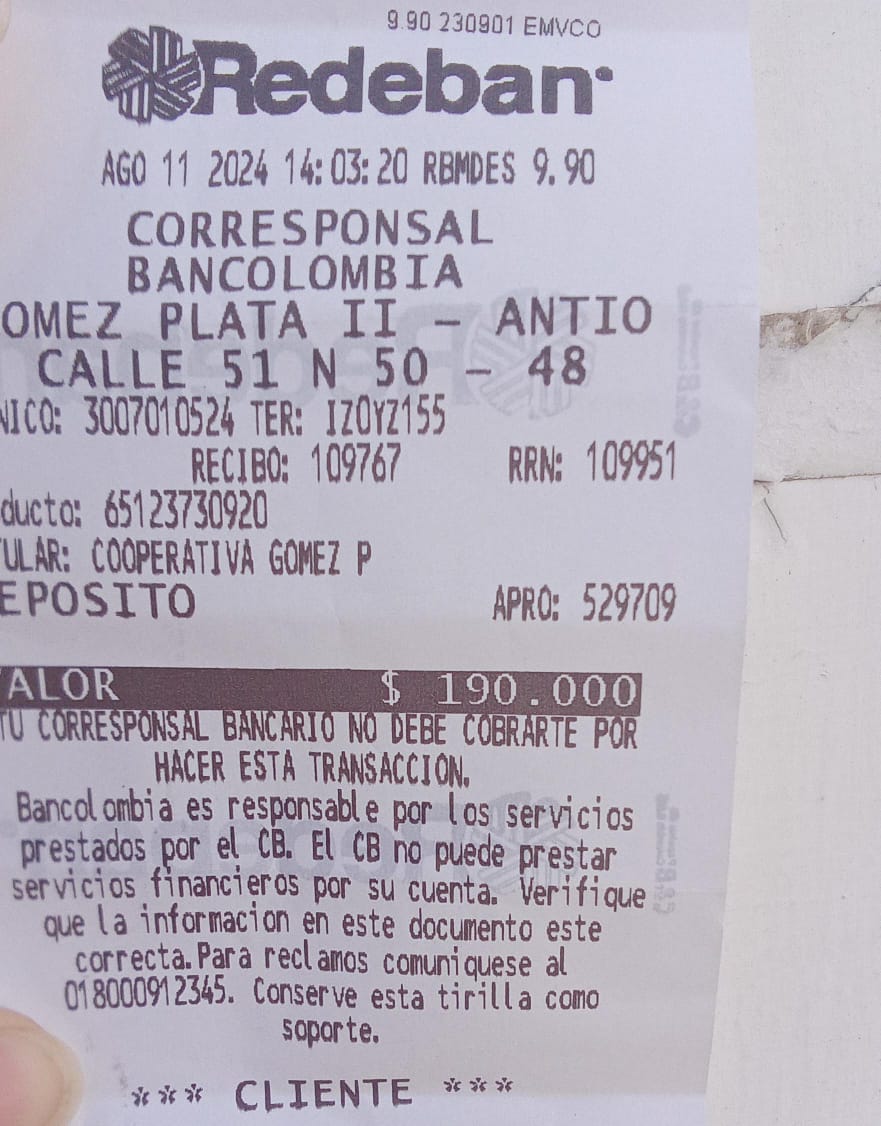 9.90 230901 EMVCO
Redeban
AGO 11 2024 14:03:20 RBMDES 9.90
CORRESPONSAL
BANCOLOMBIA
OMEZ PLATA II - ANTIO
CALLE 51 N 50 - 48
NICO: 3007010524 TER: IZOYZ155
RECIBO: 109767 RRN: 109951
ducto: 65123730920
ULAR: COOPERATIVA GOMEZ P
EPOSITO APRO: 529709
VALOR $ 190.000
TU CORRESPONSAL BANCARIO NO DEBE COBRARTE POR
HACER ESTA TRANSACCION.
Bancolombia es responsable por los servicios
prestados por el CB. El CB no puede prestar
servicios financieros por su cuenta. Verifique
que la informacion en este documento este
correcta.Para reclamos comuniquese al
018000912345. Conserve esta tirilla como
soporte.
*** CLIENTE ***